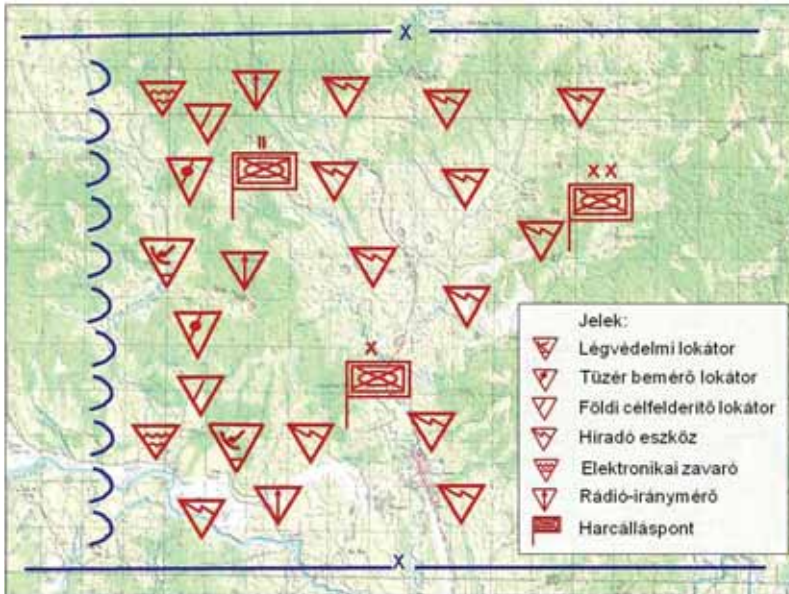 X
II
X X
X
Jelek:
Légvédelmi lokátor
Tüzér bemérő lokátor
Földi célfelderítő lokátor
Híradó eszköz
Elektronikai zavaró
Rádió-iránymérő
Harcálláspont
X